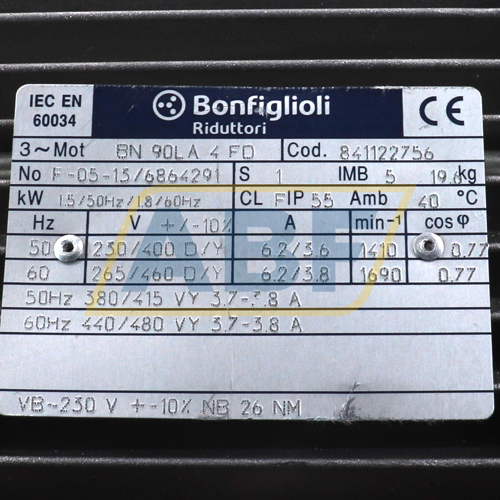 IEC EN
60034
Bonfiglioli
Riduttori
CE
3~Mot BN 90LA 4 FD Cod. 841122756
No F-05-15/6864291 S 1 IMB 5 19.6 kg
kW 1.5/50Hz/1.8/60Hz CL F IP 55 Amb 40 °C
Hz V +/-10% A min-1 cosφ
50 230/400 D/Y 6.2/3.6 1410 0.77
60 265/460 D/Y 6.2/3.8 1690 0.77
50Hz 380/415 VY 3.7-3.8 A
60Hz 440/480 VY 3.7-3.8 A
VB~230 V +-10% NB 26 NM
ABF